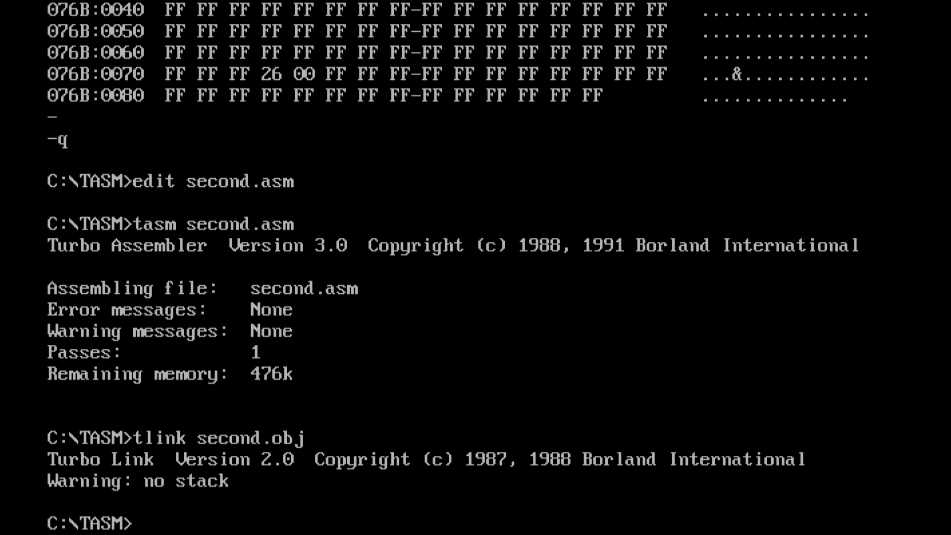 076B:0040 FF FF FF FF FF FF FF FF-FF FF FF FF FF FF FF FF ................
076B:0050 FF FF FF FF FF FF FF FF-FF FF FF FF FF FF FF FF ................
076B:0060 FF FF FF FF FF FF FF FF-FF FF FF FF FF FF FF FF ................
076B:0070 FF FF FF 26 00 FF FF FF-FF FF FF FF FF FF FF FF ...&............
076B:0080 FF FF FF FF FF FF FF FF-FF FF FF FF FF FF ..............
-
-q
C:\TASM>edit second.asm
C:\TASM>tasm second.asm
Turbo Assembler Version 3.0 Copyright (c) 1988, 1991 Borland International
Assembling file: second.asm
Error messages: None
Warning messages: None
Passes: 1
Remaining memory: 476k
C:\TASM>tlink second.obj
Turbo Link Version 2.0 Copyright (c) 1987, 1988 Borland International
Warning: no stack
C:\TASM>